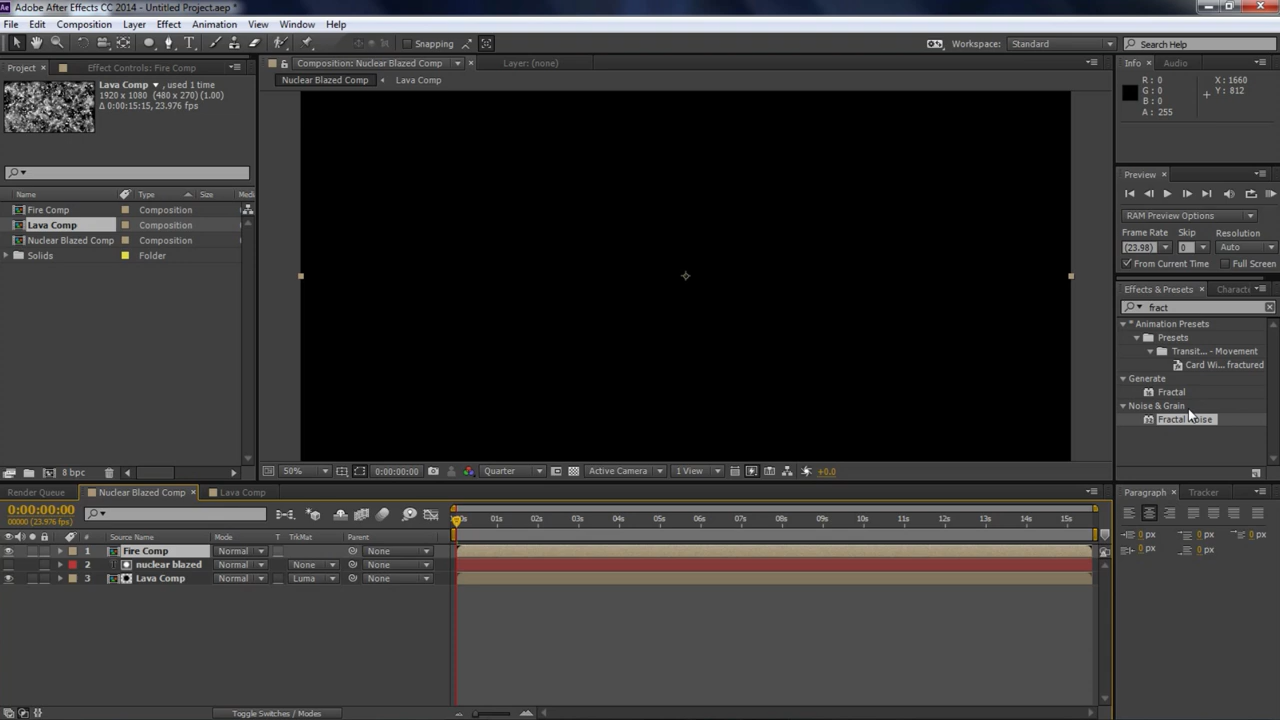 Adobe After Effects CC 2014 - Untitled Project.aep *
File Edit Composition Layer Effect Animation View Window Help
Snapping
Workspace: Standard
Search Help
Project
Effect Controls: Fire Comp
Composition: Nuclear Blazed Comp
Layer: (none)
Info
Audio
Nuclear Blazed Comp
Lava Comp
Lava Comp ▼ , used 1 time
1920 x 1080 (480 x 270) (1.00)
Δ 0:00:15:15, 23.976 fps)
R : 0
G : 0
B : 0
A : 255
X : 1660
Y : 812
Preview
Name Type Size Medi
Fire Comp Composition
Lava Comp Composition
Nuclear Blazed Comp Composition
Solids Folder
RAM Preview Options
Frame Rate Skip Resolution
(23.98) 0 Auto
From Current Time Full Screen
Effects & Presets
Characte
fract
* Animation Presets
Presets
Transit... - Movement
Card Wi... fractured
Generate
Fractal
Noise & Grain
Fractal Noise
8 bpc
50%
0:00:00:00
Quarter
Active Camera
1 View
+0.0
Render Queue
Nuclear Blazed Comp
Lava Comp
Paragraph
Tracker
0:00:00:00
00000 (23.976 fps)
0s 01s 02s 03s 04s 05s 06s 07s 08s 09s 10s 11s 12s 13s 14s 15s
# Source Name Mode T TrkMat Parent
1 Fire Comp Normal None
2 nuclear blazed Normal None None
3 Lava Comp Normal Luma None
0 px 0 px 0 px
0 px 0 px
Toggle Switches / Modes